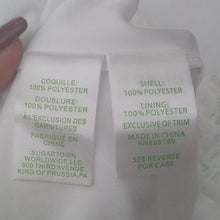 COQUILLE:
100% POLYESTER
DOUBLURE:
100% POLYESTER
A L'EXCLUSION DES
GARNITURES
FABRIQUÉ EN
CHINE
SUGARTOWN
WORLDWIDE, LLC
800 THIRD AVENUE
KING OF PRUSSIA, PA
SHELL:
100% POLYESTER
LINING:
100% POLYESTER
EXCLUSIVE OF TRIM
MADE IN CHINA
RN#86189
SEE REVERSE
FOR CARE